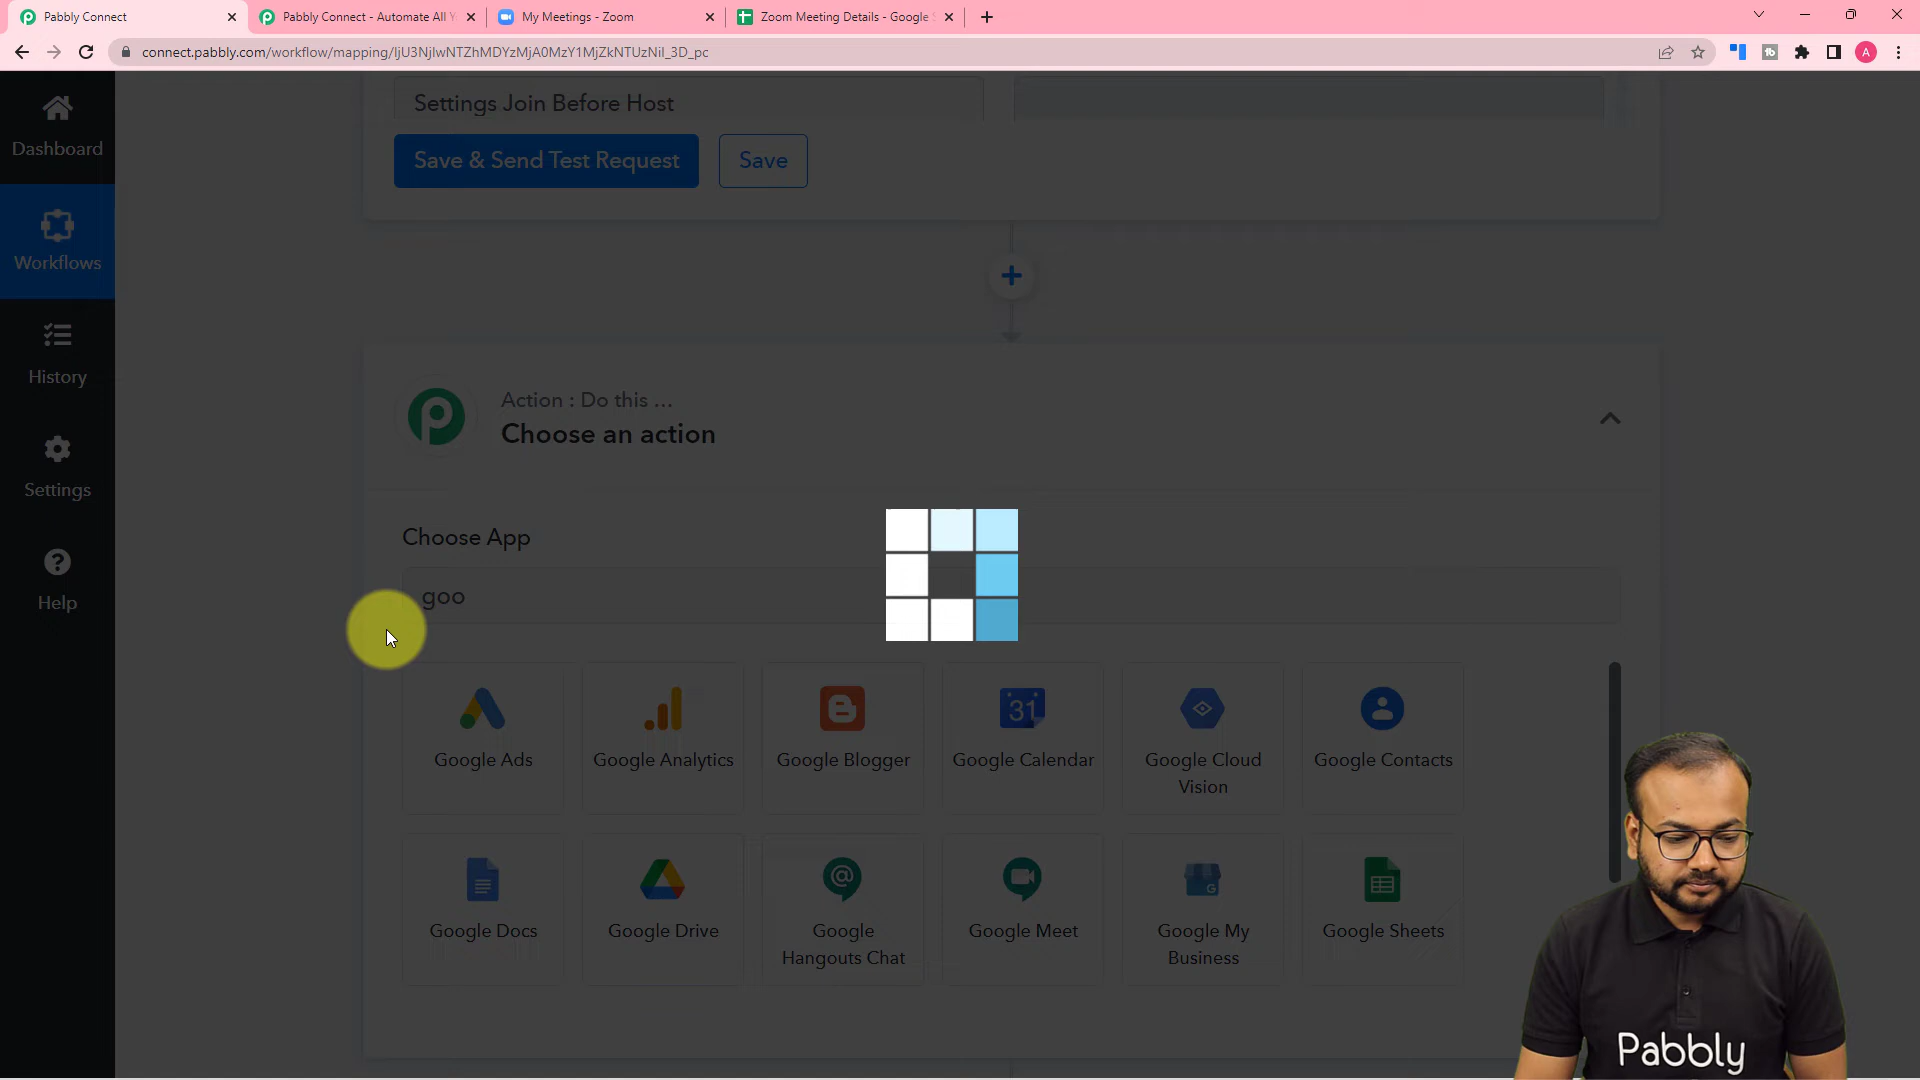 Pabbly Connect
Pabbly Connect - Automate All Y
My Meetings - Zoom
Zoom Meeting Details - Google
connect.pabbly.com/workflow/mapping/
A
Dashboard
Workflows
History
Settings
Help
Settings Join Before Host
Save & Send Test Request
Save
Action : Do this ...
Choose an action
Choose App
goo
Google Ads
Google Analytics
Google Blogger
31
Google Calendar
Google Cloud
Vision
Google Contacts
Google Docs
Google Drive
Google
Hangouts Chat
Google Meet
Google My
Business
Google Sheets
Pabbly